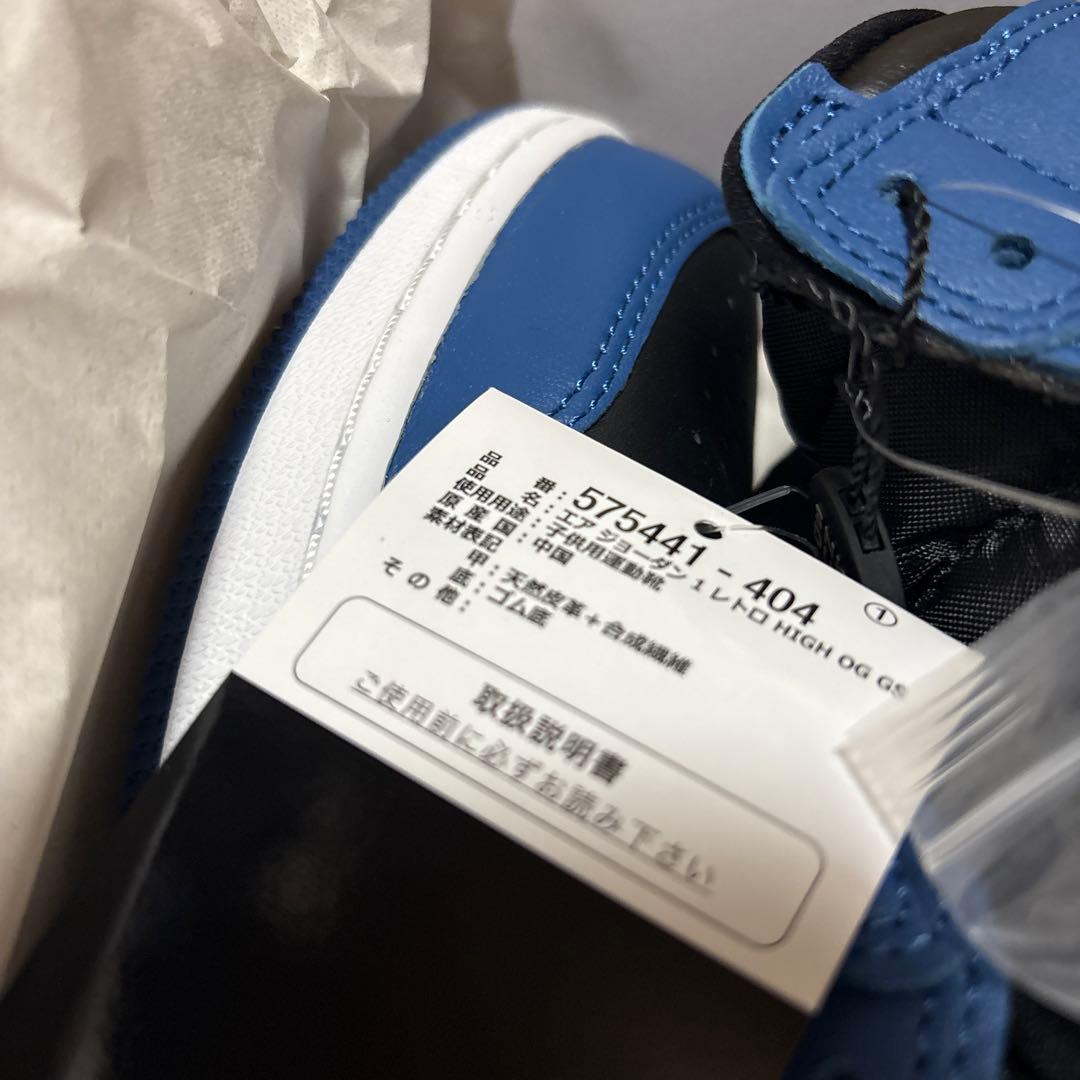 品 番：575441 - 404 ①
品 名：エア ジョーダン 1 レトロ HIGH OG GS
使用用途：子供用運動靴
原 産 国：中国
素材表記
甲：天然皮革＋合成繊維
底：ゴム底
そ の 他：
取扱説明書
ご使用前に必ずお読み下さい